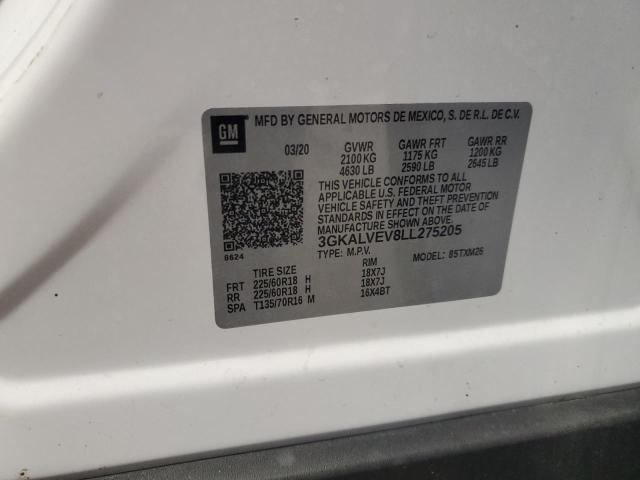 GM MFD BY GENERAL MOTORS DE MEXICO, S. DE R.L. DE C.V.
03/20 GVWR GAWR FRT GAWR RR
2100 KG 1175 KG 1200 KG
4630 LB 2590 LB 2645 LB
THIS VEHICLE CONFORMS TO ALL
APPLICABLE U.S. FEDERAL MOTOR
VEHICLE SAFETY AND THEFT PREVENTION
STANDARDS IN EFFECT ON THE DATE
OF MANUFACTURE SHOWN ABOVE.
8624 3GKALVEV8LL275205
TYPE: M.P.V. MODEL: 85TXM26
TIRE SIZE RIM
FRT 225/60R18 H 18X7J
RR 225/60R18 H 18X7J
SPA T135/70R16 M 16X4BT